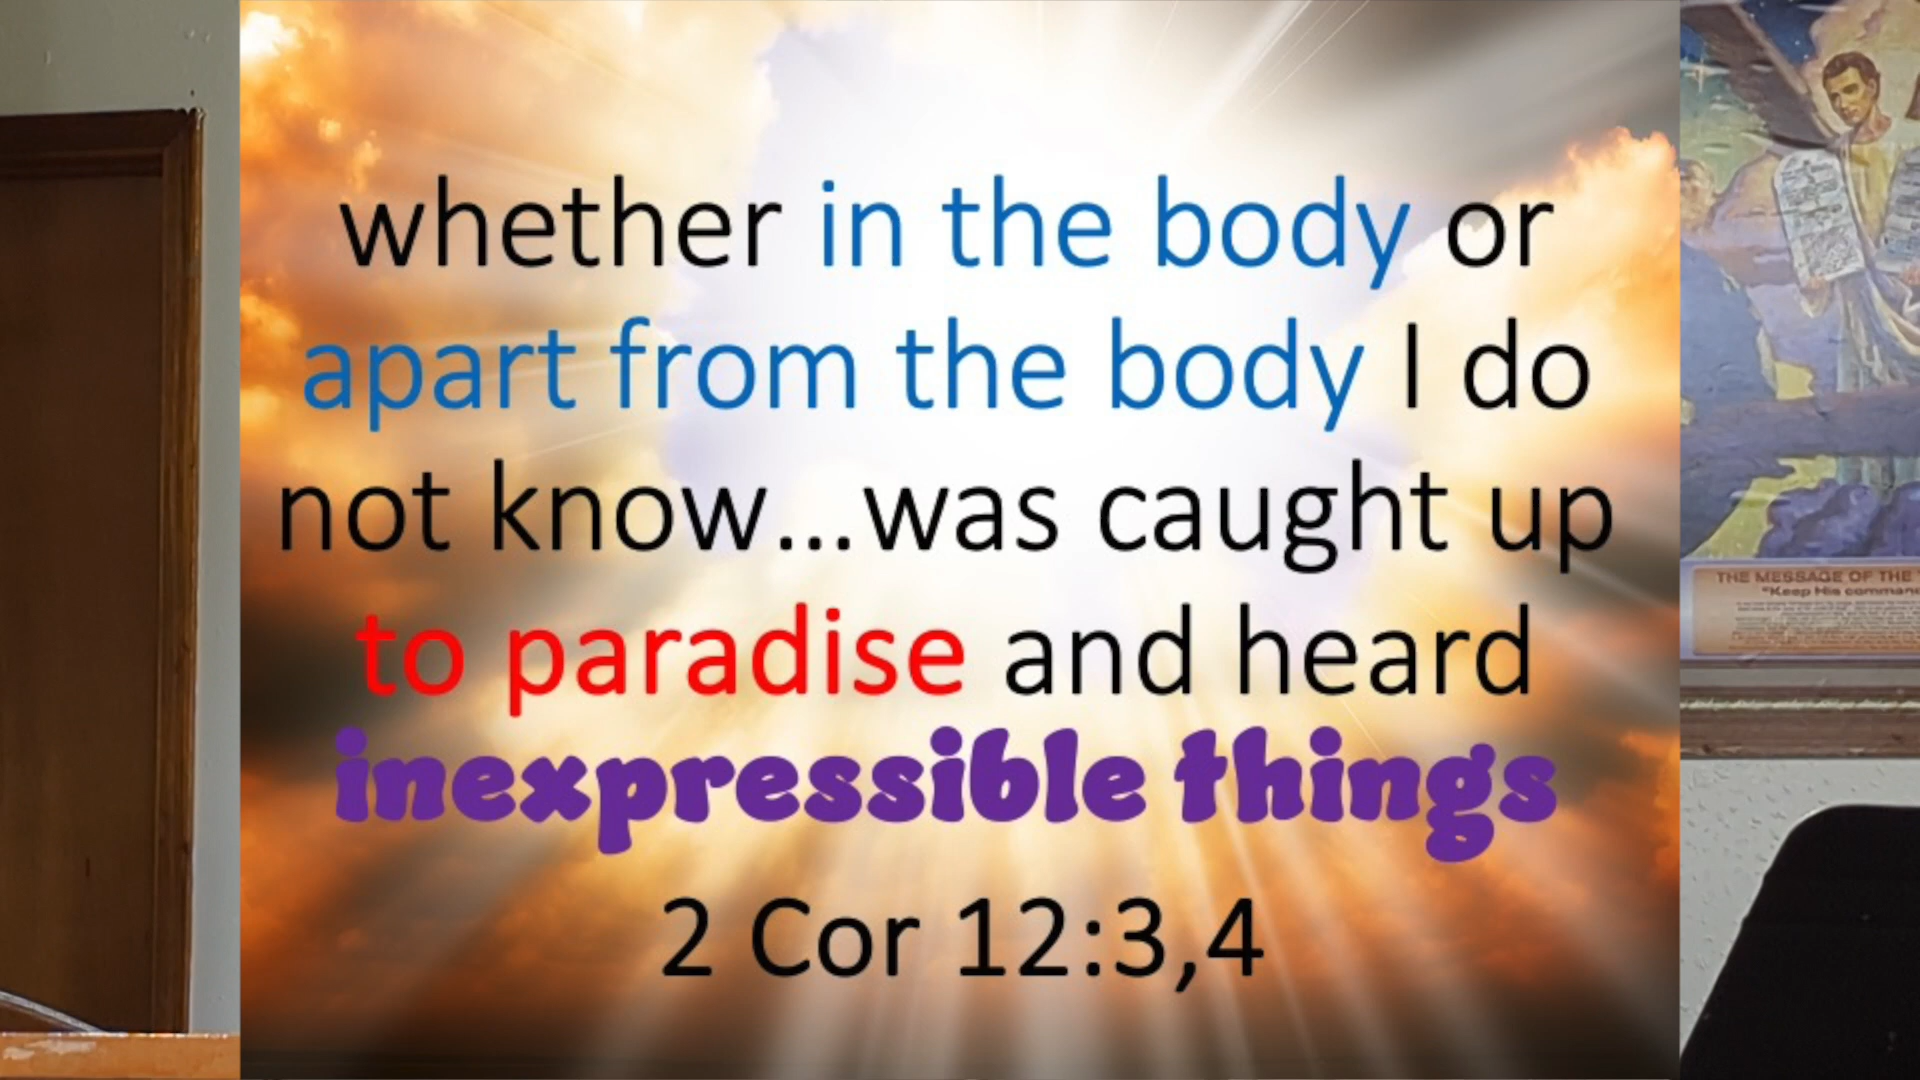 whether in the body or
apart from the body I do
not know...was caught up
to paradise and heard
inexpressible things
2 Cor 12:3,4
THE MESSAGE OF THE
"Keep His